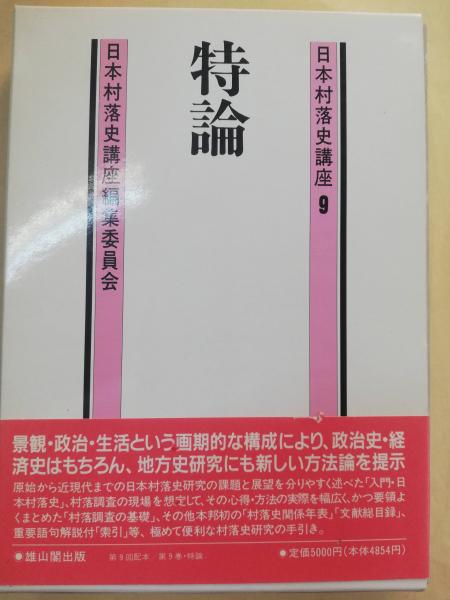 日本村落史講座 9
特論
日本村落史講座編集委員会
景観・政治・生活という画期的な構成により、政治史・経
済史はもちろん、地方史研究にも新しい方法論を提示
原始から近現代までの日本村落史研究の課題と展望を分りやすく述べた「入門・日
本村落史」、村落調査の現場を想定して、その心得・方法の実際を幅広く、かつ要領よ
くまとめた「村落調査の基礎」、その他本邦初の「村落史関係年表」「文献総目録」、
重要語句解説付「索引」等、極めて便利な村落史研究の手引き。
●雄山閣出版 第9回配本/第9巻・特論 ●定価5000円(本体4854円)